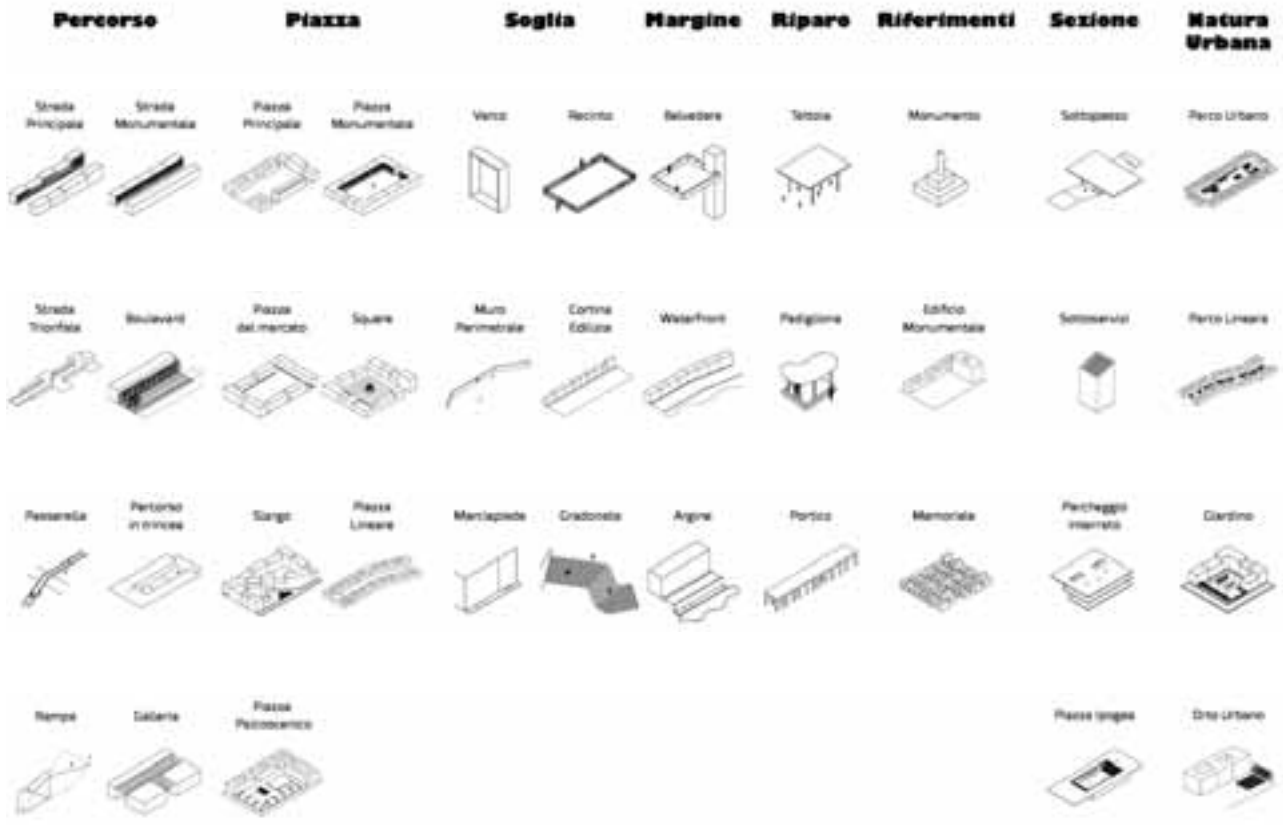 Percorso
Piazza
Soglia
Margine
Riparo
Riferimenti
Sezione
Natura
Urbana
Strada
Principale
Strada
Monumentale
Piazza
Principale
Piazza
Monumentale
Varco
Recinto
Belvedere
Tettoia
Monumento
Sottopasso
Parco Urbano
Strada
Trionfale
Boulevard
Piazza
del mercato
Square
Muro
Perimetrale
Cortina
Edilizia
Waterfront
Padiglione
Edificio
Monumentale
Sottoservizi
Parco Lineare
Passerella
Percorso
in trincea
Slargo
Piazza
Lineare
Marciapiede
Gradonata
Argine
Portico
Memoriale
Parcheggio
Interrato
Giardino
Rampa
Galleria
Piazza
Palcoscenico
Piazza Ipogea
Orto Urbano